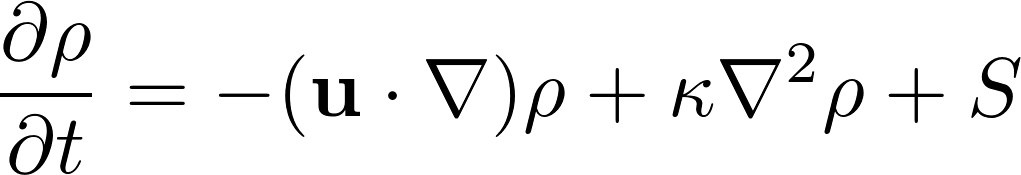 ∂ρ/∂t = −(𝐮 · ∇)ρ + κ∇²ρ + S